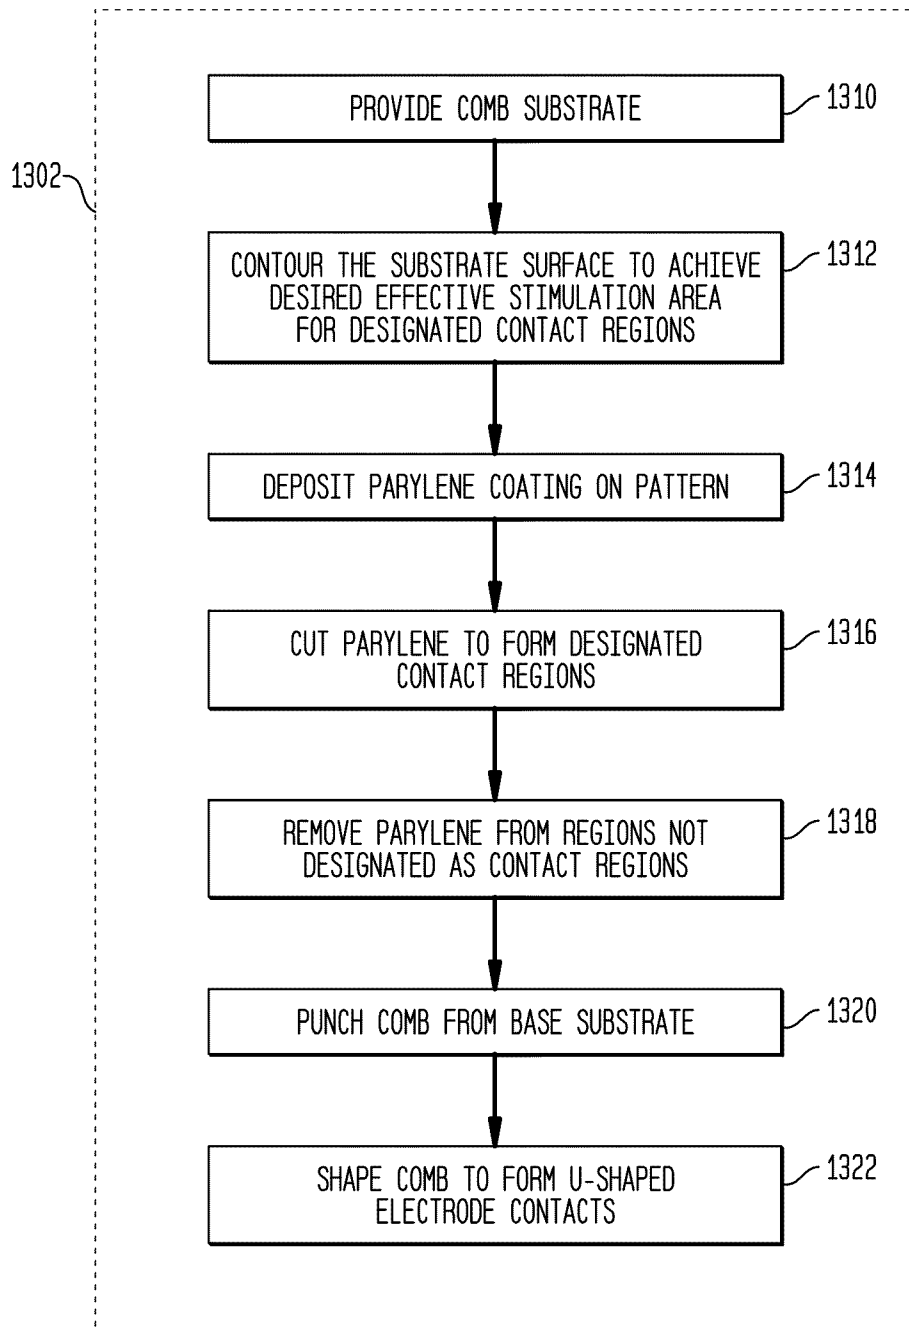 PROVIDE COMB SUBSTRATE
1310
1302
CONTOUR THE SUBSTRATE SURFACE TO ACHIEVE
DESIRED EFFECTIVE STIMULATION AREA
FOR DESIGNATED CONTACT REGIONS
1312
DEPOSIT PARYLENE COATING ON PATTERN
1314
CUT PARYLENE TO FORM DESIGNATED
CONTACT REGIONS
1316
REMOVE PARYLENE FROM REGIONS NOT
DESIGNATED AS CONTACT REGIONS
1318
PUNCH COMB FROM BASE SUBSTRATE
1320
SHAPE COMB TO FORM U-SHAPED
ELECTRODE CONTACTS
1322